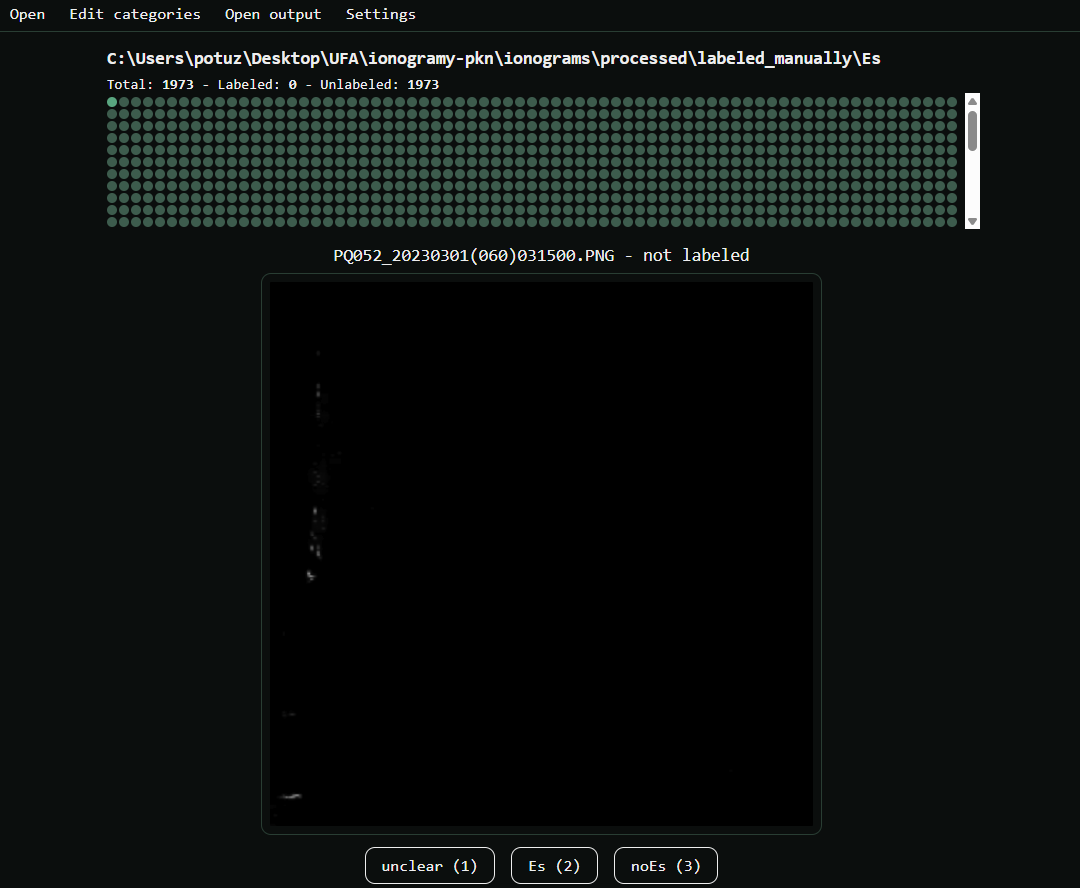 Open Edit categories Open output Settings
C:\Users\potuz\Desktop\UFA\ionogramy-pkn\ionograms\processed\labeled_manually\Es
Total: 1973 - Labeled: 0 - Unlabeled: 1973
PQ052_20230301(060)031500.PNG - not labeled
unclear (1) Es (2) noEs (3)